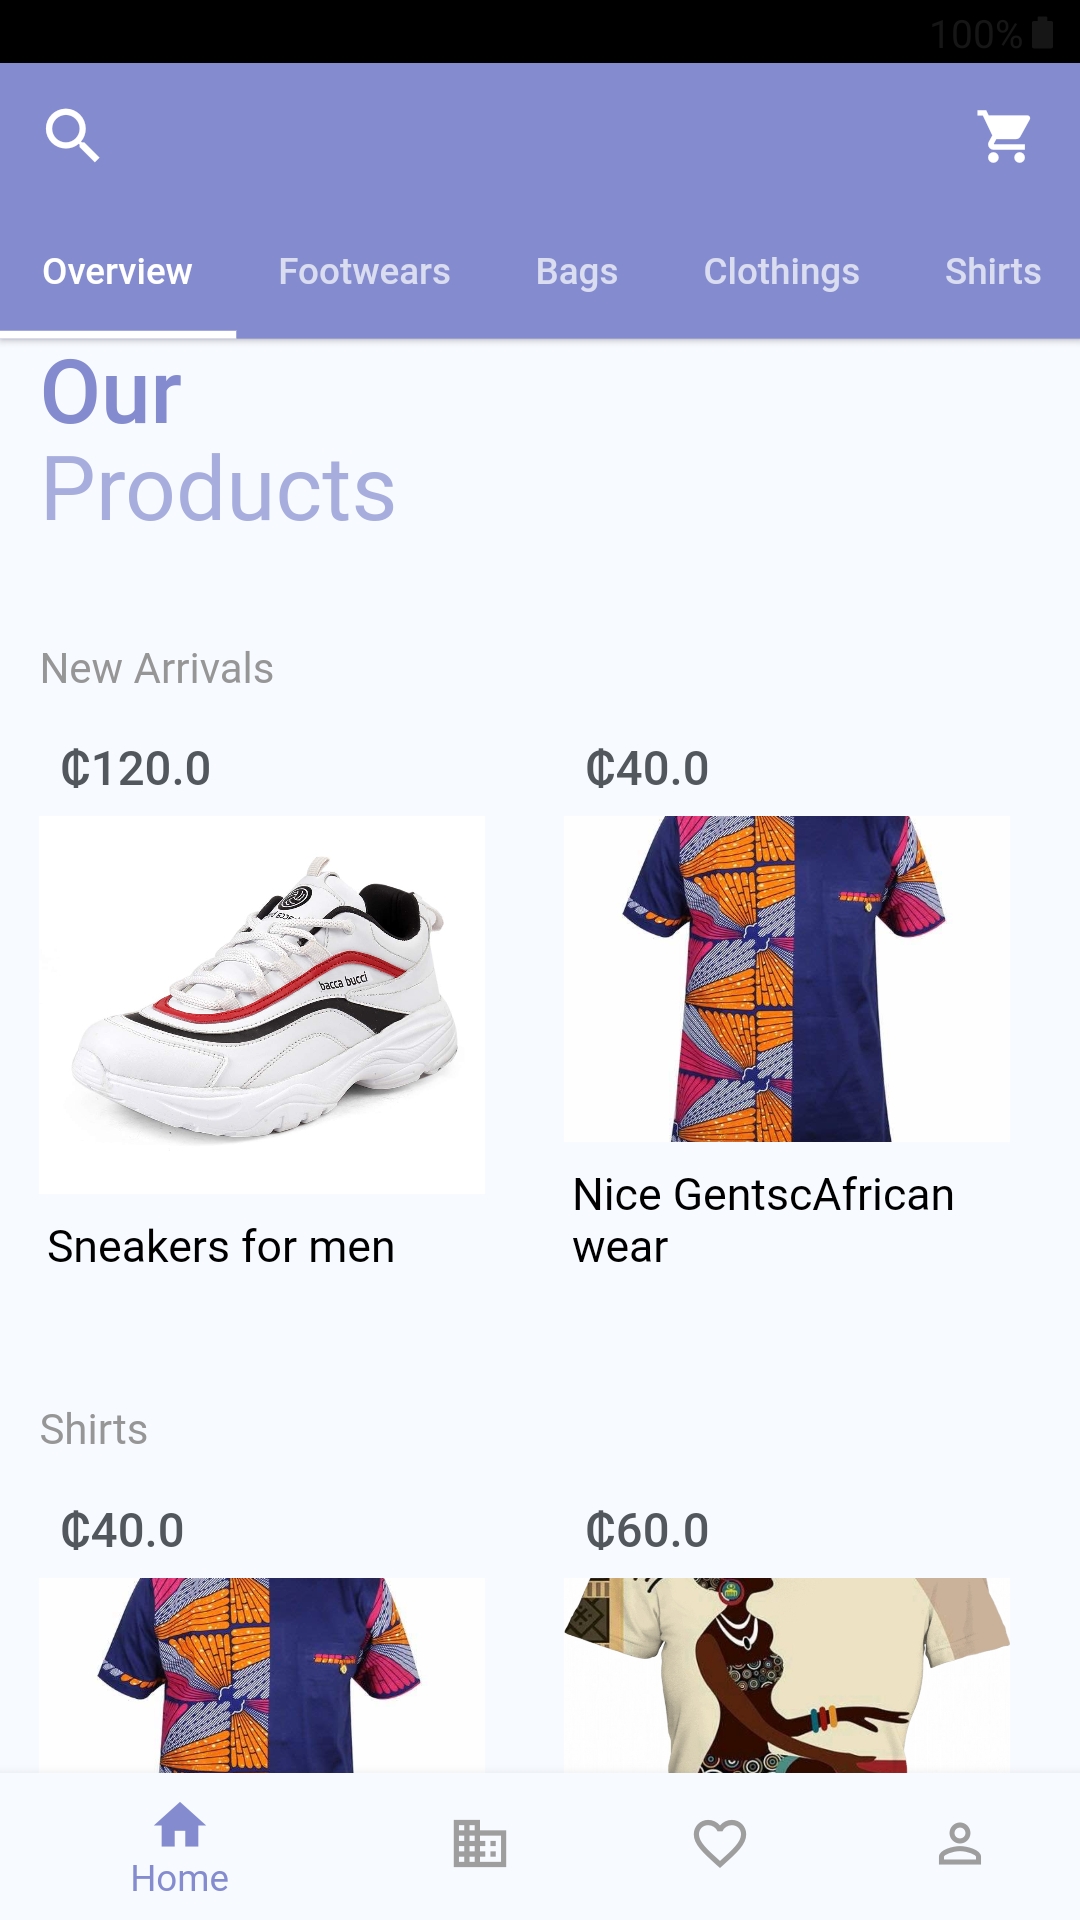 100%
Overview Footwears Bags Clothings Shirts
Our
Products
New Arrivals
₵120.0 ₵40.0
bacca bucci
Sneakers for men
Nice GentscAfrican
wear
Shirts
₵40.0 ₵60.0
Home